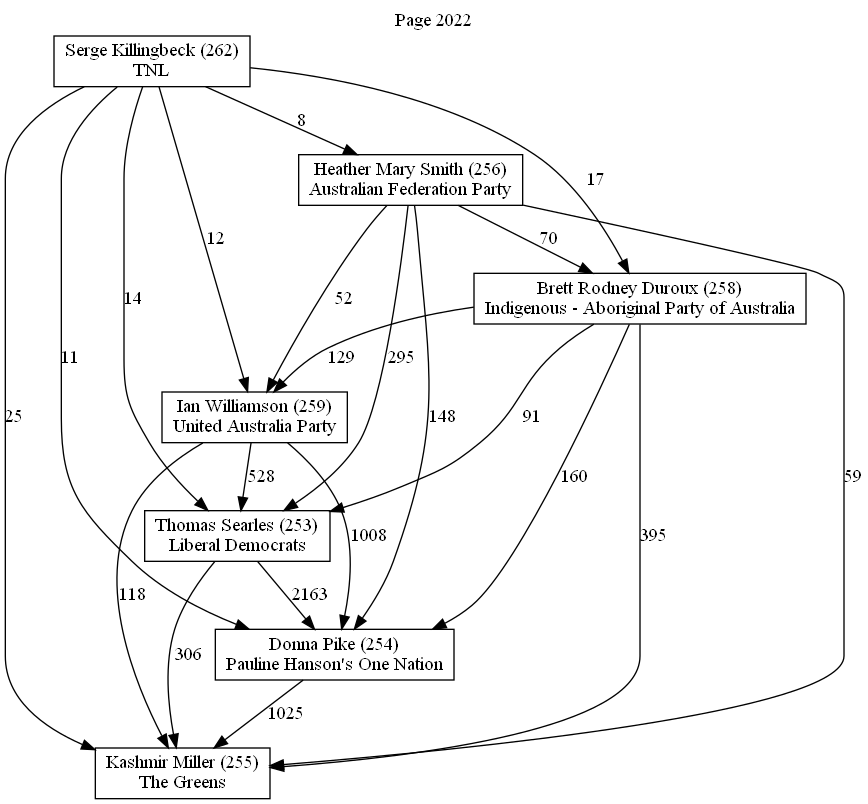 Page 2022
Serge Killingbeck (262)
TNL
8
Heather Mary Smith (256)
Australian Federation Party
17
12
70
Brett Rodney Duroux (258)
Indigenous - Aboriginal Party of Australia
14
52
11
129
295
Ian Williamson (259)
United Australia Party
25
148
91
59
528
160
Thomas Searles (253)
Liberal Democrats
1008
395
118
2163
Donna Pike (254)
Pauline Hanson's One Nation
306
1025
Kashmir Miller (255)
The Greens